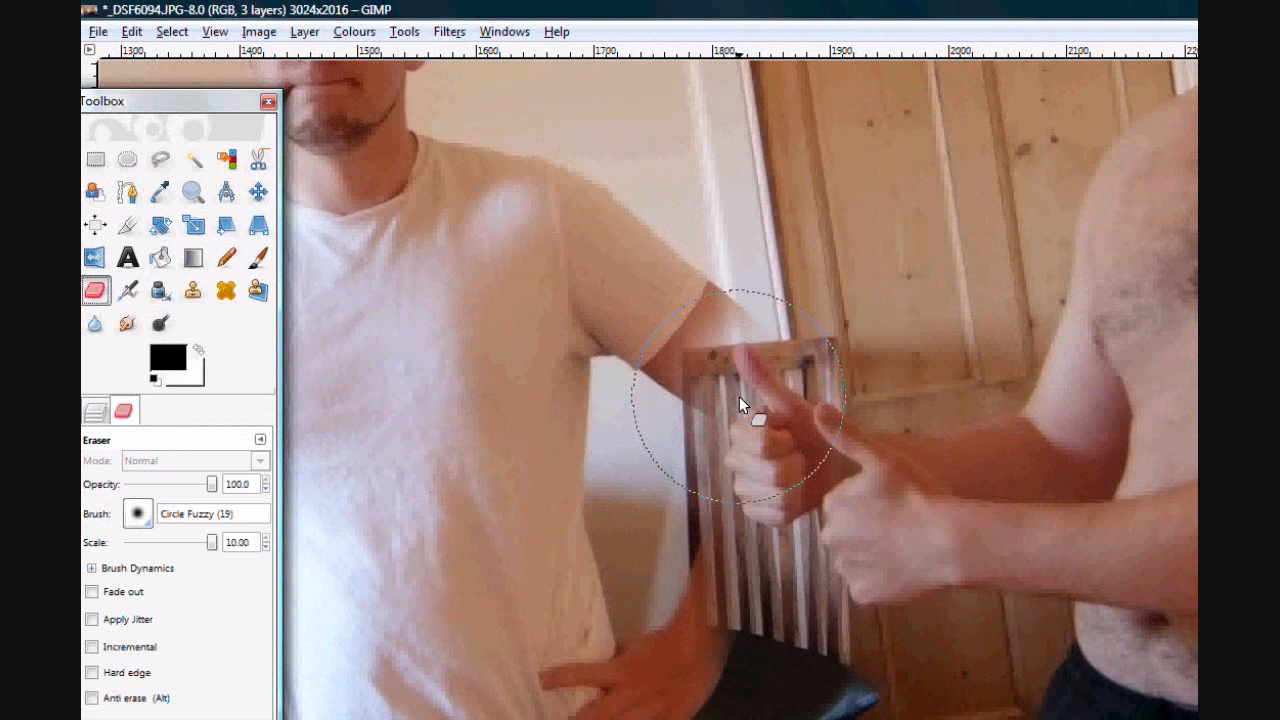 *_DSF6094.JPG-8.0 (RGB, 3 layers) 3024x2016 – GIMP
File Edit Select View Image Layer Colours Tools Filters Windows Help
1300 1400 1500 1600 1700 1800 1900 2000 2100
Toolbox
Eraser
Mode: Normal
Opacity: 100.0
Brush: Circle Fuzzy (19)
Scale: 10.00
Brush Dynamics
Fade out
Apply Jitter
Incremental
Hard edge
Anti erase (Alt)